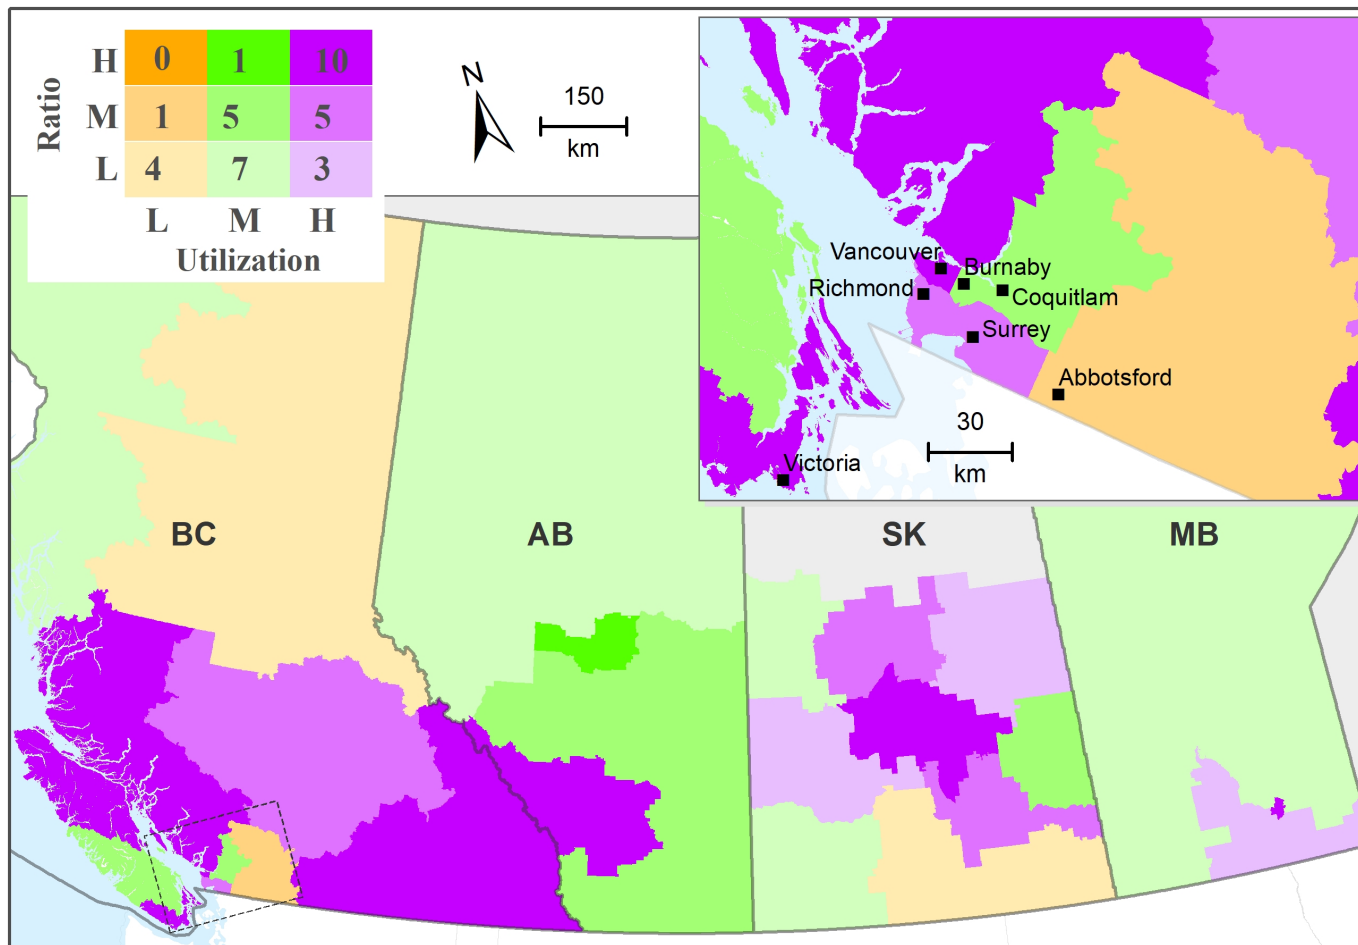 H 0 1 10
Ratio
M 1 5 5
L 4 7 3
L M H
Utilization
N
150
km
Vancouver
Burnaby
Richmond
Coquitlam
Surrey
Abbotsford
30
km
Victoria
BC AB SK MB